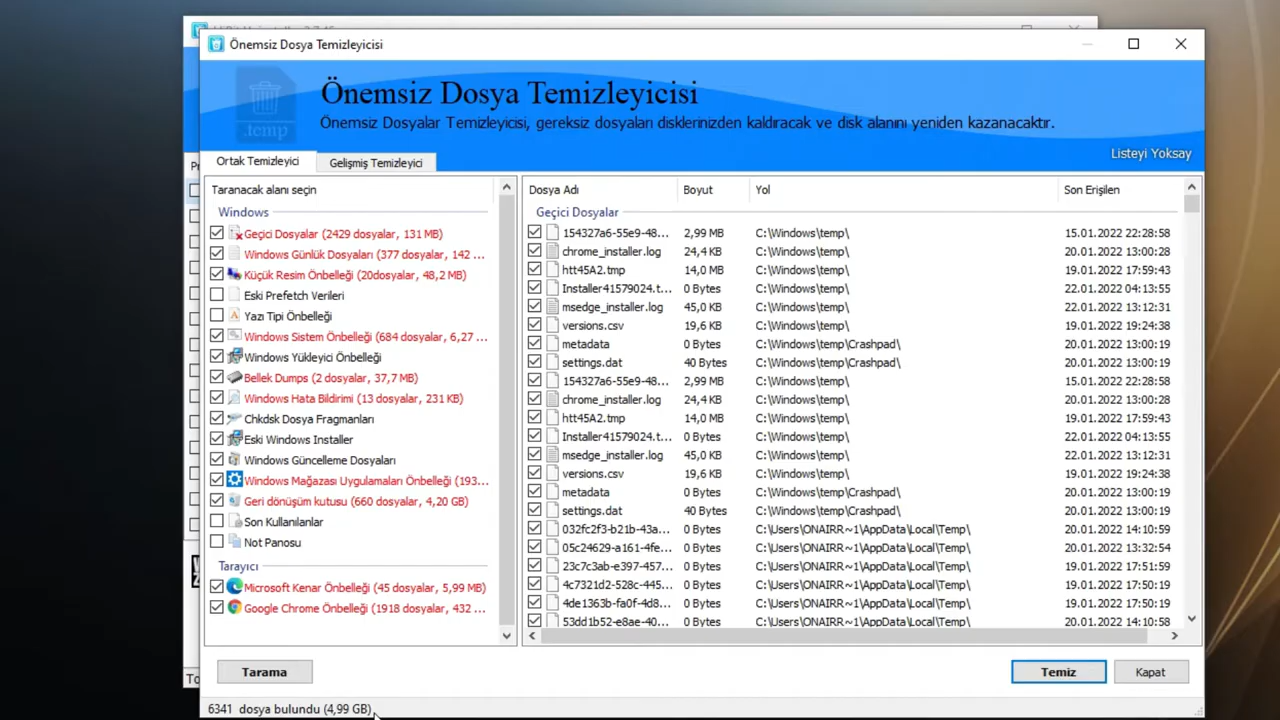 Önemsiz Dosya Temizleyicisi
.temp
Önemsiz Dosya Temizleyicisi
Önemsiz Dosyalar Temizleyicisi, gereksiz dosyaları disklerinizden kaldıracak ve disk alanını yeniden kazanacaktır.
Listeyi Yoksay
Ortak Temizleyici
Gelişmiş Temizleyici
Taranacak alanı seçin
Windows
Geçici Dosyalar (2429 dosyalar, 131 MB)
Windows Günlük Dosyaları (377 dosyalar, 142 ...
Küçük Resim Önbelleği (20dosyalar, 48,2 MB)
Eski Prefetch Verileri
Yazı Tipi Önbelleği
Windows Sistem Önbelleği (684 dosyalar, 6,27 ...
Windows Yükleyici Önbelleği
Bellek Dumps (2 dosyalar, 37,7 MB)
Windows Hata Bildirimi (13 dosyalar, 231 KB)
Chkdsk Dosya Fragmanları
Eski Windows Installer
Windows Güncelleme Dosyaları
Windows Mağazası Uygulamaları Önbelleği (193...
Geri dönüşüm kutusu (660 dosyalar, 4,20 GB)
Son Kullanılanlar
Not Panosu
Tarayıcı
Microsoft Kenar Önbelleği (45 dosyalar, 5,99 MB)
Google Chrome Önbelleği (1918 dosyalar, 432 ...
Dosya Adı Boyut Yol Son Erişilen
Geçici Dosyalar
154327a6-55e9-48... 2,99 MB C:\Windows\temp\ 15.01.2022 22:28:58
chrome_installer.log 24,4 KB C:\Windows\temp\ 20.01.2022 13:00:28
htt45A2.tmp 14,0 MB C:\Windows\temp\ 19.01.2022 17:59:43
Installer41579024.t... 0 Bytes C:\Windows\temp\ 22.01.2022 04:13:55
msedge_installer.log 45,0 KB C:\Windows\temp\ 22.01.2022 13:12:31
versions.csv 19,6 KB C:\Windows\temp\ 19.01.2022 19:24:38
metadata 0 Bytes C:\Windows\temp\Crashpad\ 20.01.2022 13:00:19
settings.dat 40 Bytes C:\Windows\temp\Crashpad\ 20.01.2022 13:00:19
154327a6-55e9-48... 2,99 MB C:\Windows\temp\ 15.01.2022 22:28:58
chrome_installer.log 24,4 KB C:\Windows\temp\ 20.01.2022 13:00:28
htt45A2.tmp 14,0 MB C:\Windows\temp\ 19.01.2022 17:59:43
Installer41579024.t... 0 Bytes C:\Windows\temp\ 22.01.2022 04:13:55
msedge_installer.log 45,0 KB C:\Windows\temp\ 22.01.2022 13:12:31
versions.csv 19,6 KB C:\Windows\temp\ 19.01.2022 19:24:38
metadata 0 Bytes C:\Windows\temp\Crashpad\ 20.01.2022 13:00:19
settings.dat 40 Bytes C:\Windows\temp\Crashpad\ 20.01.2022 13:00:19
032fc2f3-b21b-43a... 0 Bytes C:\Users\ONAIRR~1\AppData\Local\Temp\ 20.01.2022 14:10:59
05c24629-a161-4fe... 0 Bytes C:\Users\ONAIRR~1\AppData\Local\Temp\ 20.01.2022 13:32:54
23c7c3ab-e397-457... 0 Bytes C:\Users\ONAIRR~1\AppData\Local\Temp\ 19.01.2022 17:51:59
4c7321d2-528c-445... 0 Bytes C:\Users\ONAIRR~1\AppData\Local\Temp\ 19.01.2022 17:50:19
4de1363b-fa0f-4d8... 0 Bytes C:\Users\ONAIRR~1\AppData\Local\Temp\ 19.01.2022 17:50:19
53dd1b52-e8ae-40... 0 Bytes C:\Users\ONAIRR~1\AppData\Local\Temp\ 20.01.2022 14:10:58
Tarama
Temiz
Kapat
6341 dosya bulundu (4,99 GB)